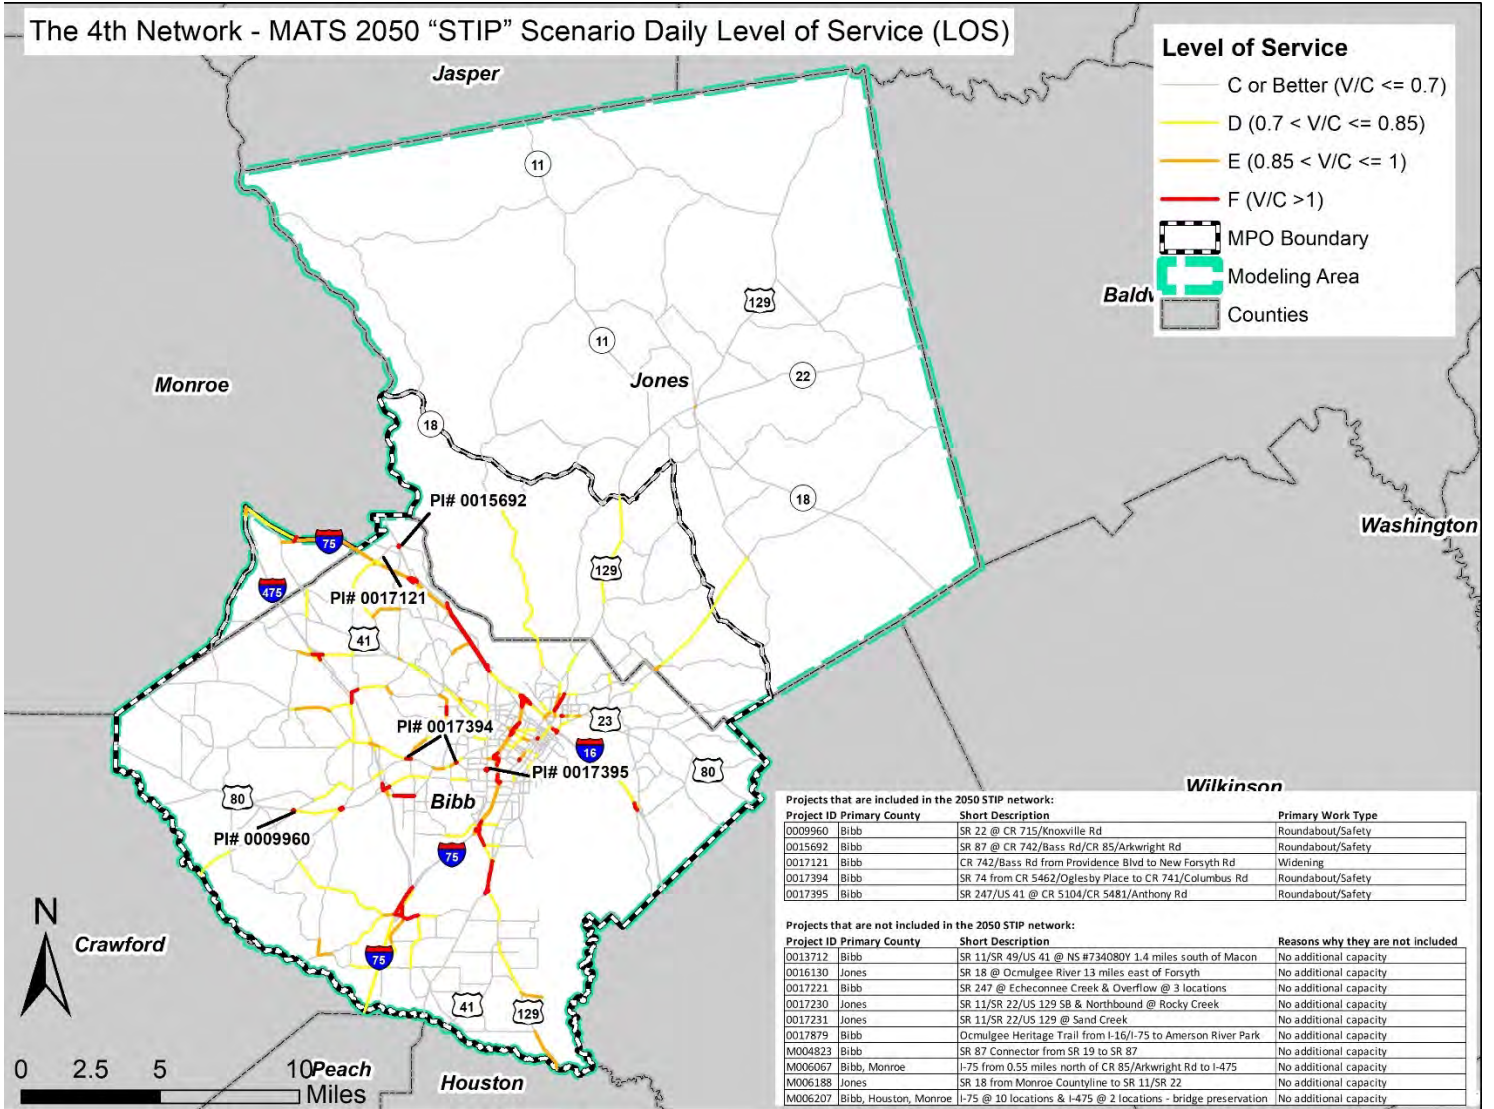 The 4th Network - MATS 2050 “STIP” Scenario Daily Level of Service (LOS)
Level of Service
C or Better (V/C <= 0.7)
D (0.7 < V/C <= 0.85)
E (0.85 < V/C <= 1)
F (V/C >1)
MPO Boundary
Modeling Area
Counties
Jasper
11
129
Baldw
11
22
Monroe
Jones
18
PI# 0015692
18
Washington
75
129
475
PI# 0017121
41
PI# 0017394
23
16
PI# 0017395
80
80
Bibb
Wilkinson
PI# 0009960
75
N
Crawford
75
41
129
0 2.5 5 10
Miles
Peach
Houston
Projects that are included in the 2050 STIP network:
Project ID Primary County Short Description Primary Work Type
0009960 Bibb SR 22 @ CR 715/Knoxville Rd Roundabout/Safety
0015692 Bibb SR 87 @ CR 742/Bass Rd/CR 85/Arkwright Rd Roundabout/Safety
0017121 Bibb CR 742/Bass Rd from Providence Blvd to New Forsyth Rd Widening
0017394 Bibb SR 74 from CR 5462/Oglesby Place to CR 741/Columbus Rd Roundabout/Safety
0017395 Bibb SR 247/US 41 @ CR 5104/CR 5481/Anthony Rd Roundabout/Safety
Projects that are not included in the 2050 STIP network:
Project ID Primary County Short Description Reasons why they are not included
0013712 Bibb SR 11/SR 49/US 41 @ NS #734080Y 1.4 miles south of Macon No additional capacity
0016130 Jones SR 18 @ Ocmulgee River 13 miles east of Forsyth No additional capacity
0017221 Bibb SR 247 @ Echeconnee Creek & Overflow @ 3 locations No additional capacity
0017230 Jones SR 11/SR 22/US 129 SB & Northbound @ Rocky Creek No additional capacity
0017231 Jones SR 11/SR 22/US 129 @ Sand Creek No additional capacity
0017879 Bibb Ocmulgee Heritage Trail from I-16/I-75 to Amerson River Park No additional capacity
M004823 Bibb SR 87 Connector from SR 19 to SR 87 No additional capacity
M006067 Bibb, Monroe I-75 from 0.55 miles north of CR 85/Arkwright Rd to I-475 No additional capacity
M006188 Jones SR 18 from Monroe Countyline to SR 11/SR 22 No additional capacity
M006207 Bibb, Houston, Monroe I-75 @ 10 locations & I-475 @ 2 locations - bridge preservation No additional capacity